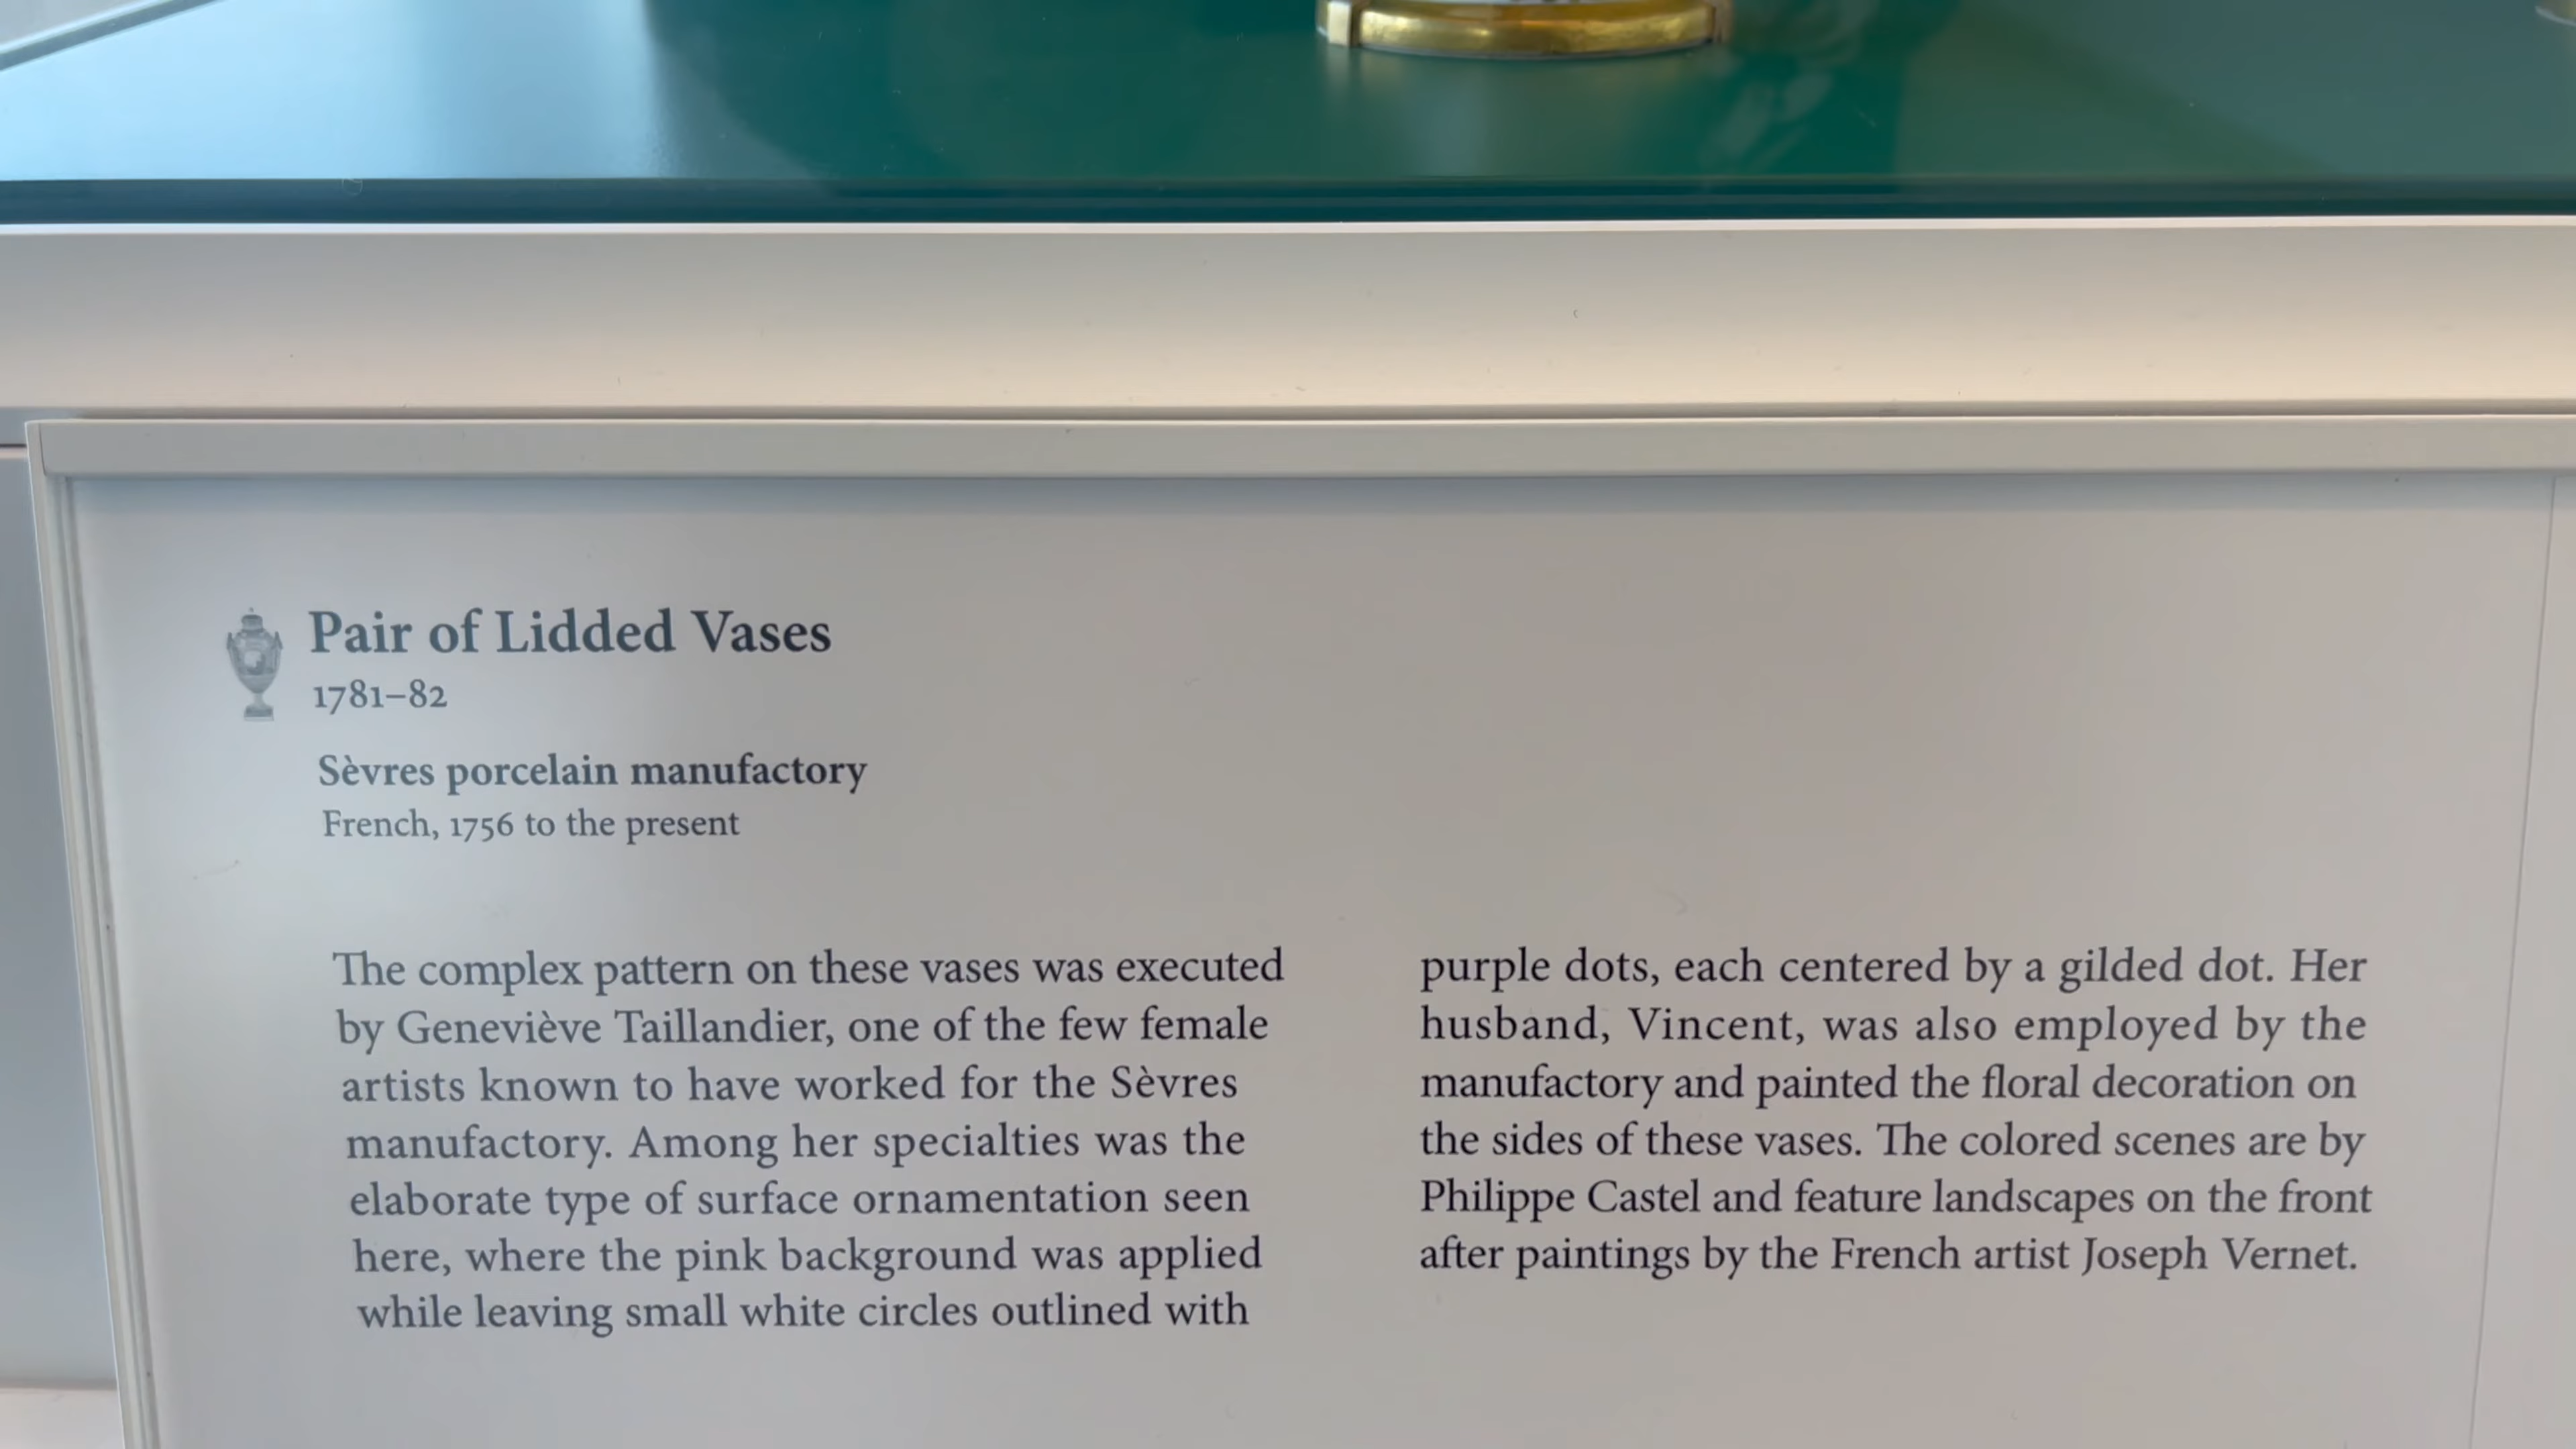 Pair of Lidded Vases
1781–82
Sèvres porcelain manufactory
French, 1756 to the present
The complex pattern on these vases was executed
by Geneviève Taillandier, one of the few female
artists known to have worked for the Sèvres
manufactory. Among her specialties was the
elaborate type of surface ornamentation seen
here, where the pink background was applied
while leaving small white circles outlined with
purple dots, each centered by a gilded dot. Her
husband, Vincent, was also employed by the
manufactory and painted the floral decoration on
the sides of these vases. The colored scenes are by
Philippe Castel and feature landscapes on the front
after paintings by the French artist Joseph Vernet.